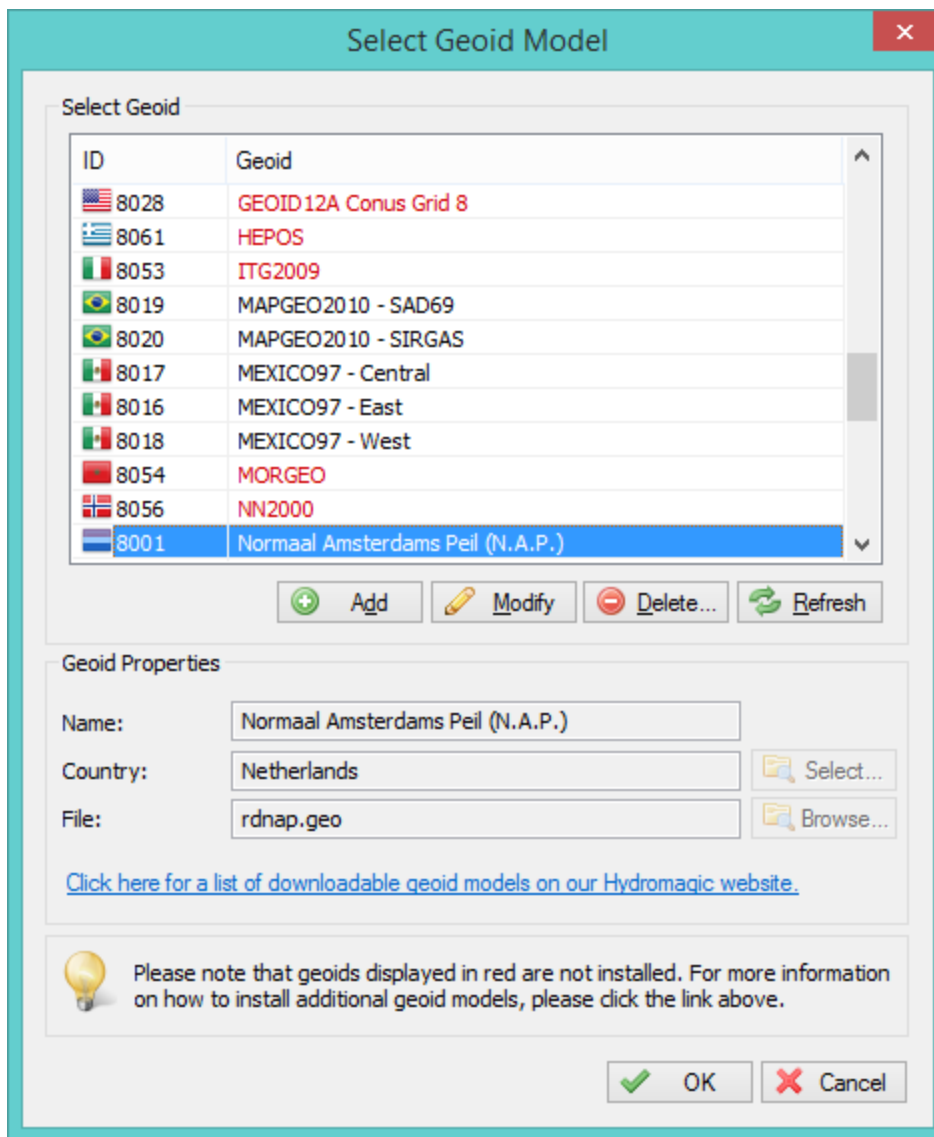 Select Geoid Model
Select Geoid
ID Geoid
8028 GEOID12A Conus Grid 8
8061 HEPOS
8053 ITG2009
8019 MAPGEO2010 - SAD69
8020 MAPGEO2010 - SIRGAS
8017 MEXICO97 - Central
8016 MEXICO97 - East
8018 MEXICO97 - West
8054 MORGEO
8056 NN2000
8001 Normaal Amsterdams Peil (N.A.P.)
Add Modify Delete... Refresh
Geoid Properties
Name: Normaal Amsterdams Peil (N.A.P.)
Country: Netherlands Select...
File: rdnap.geo Browse...
Click here for a list of downloadable geoid models on our Hydromagic website.
Please note that geoids displayed in red are not installed. For more information
on how to install additional geoid models, please click the link above.
OK Cancel